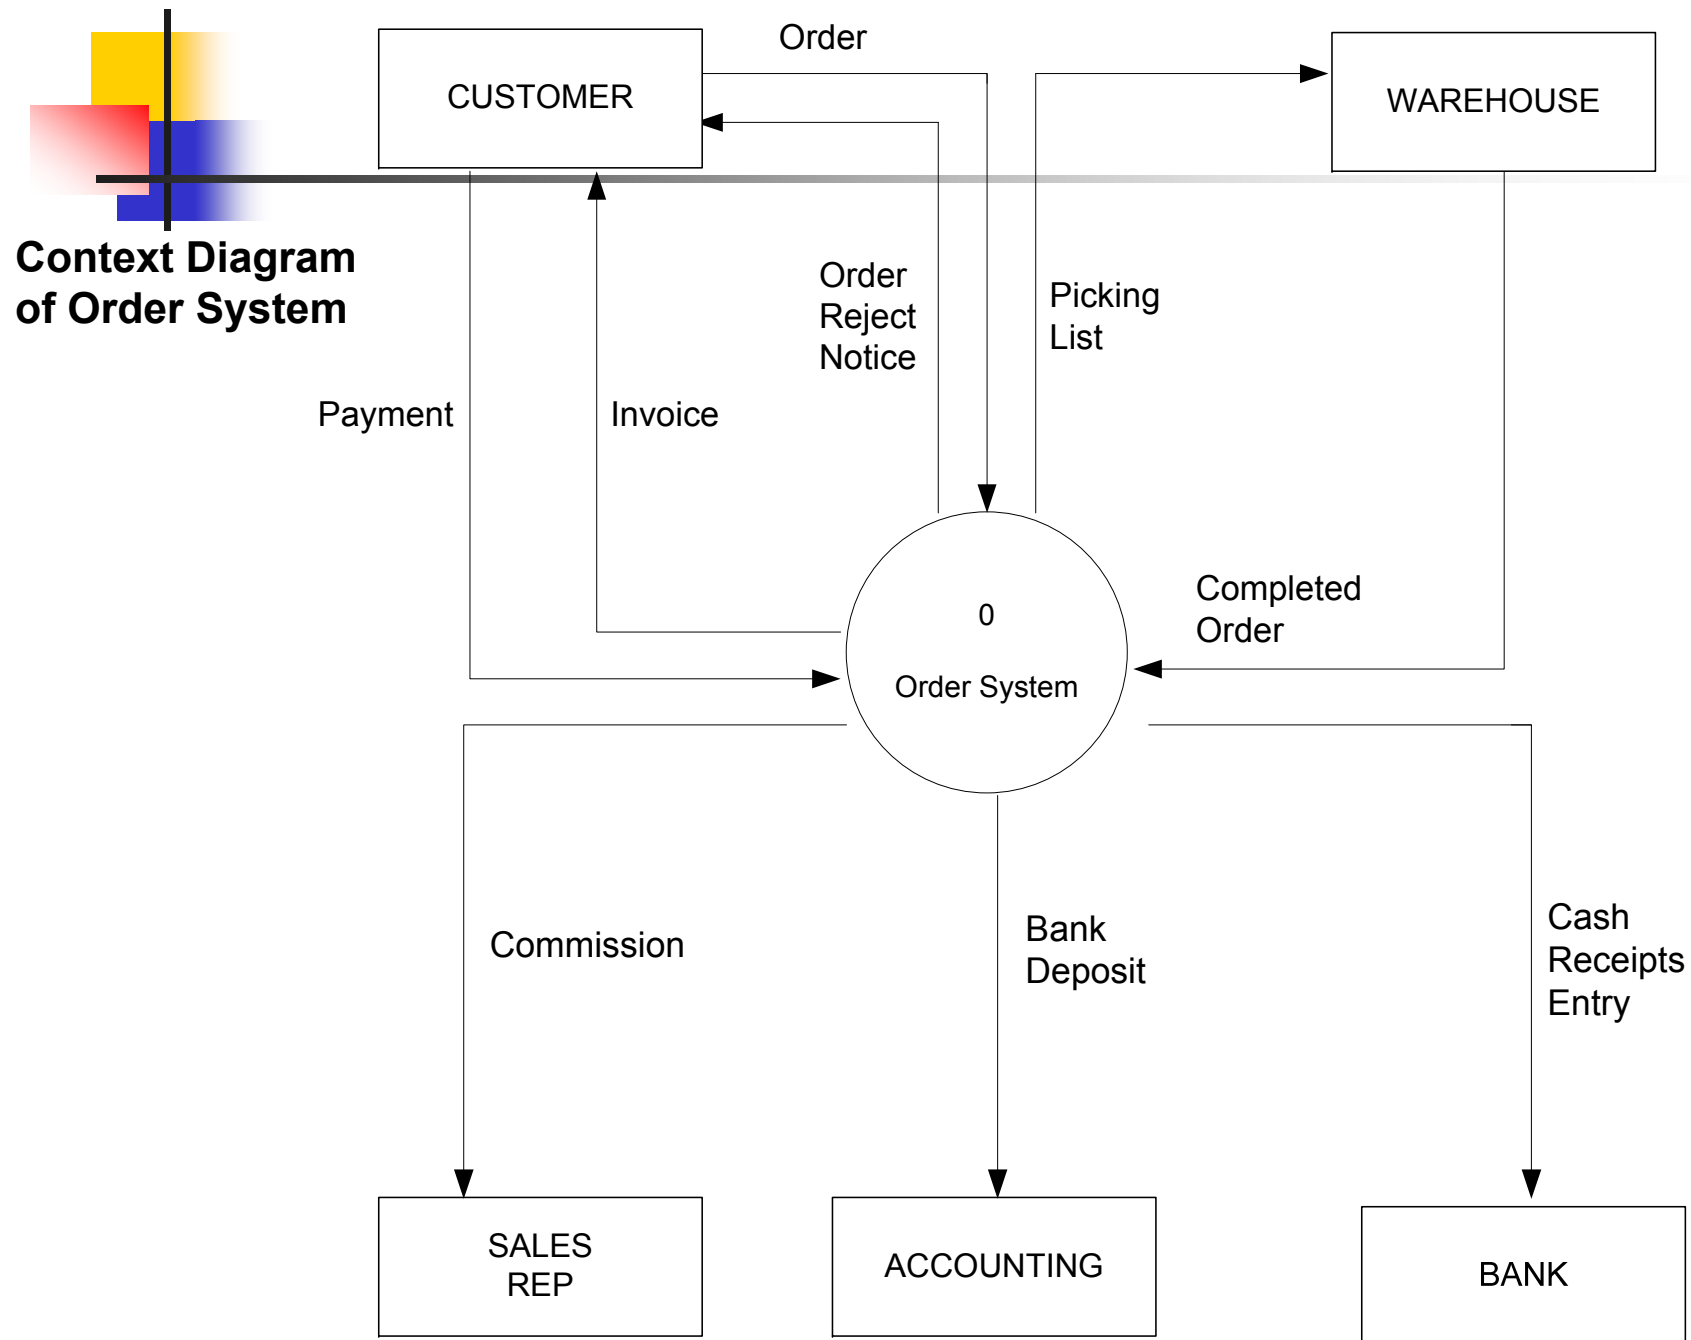 Order
CUSTOMER
WAREHOUSE
Context Diagram
of Order System
Order
Reject
Notice
Picking
List
Payment
Invoice
Completed
Order
0
Order System
Commission
Bank
Deposit
Cash
Receipts
Entry
SALES
REP
ACCOUNTING
BANK